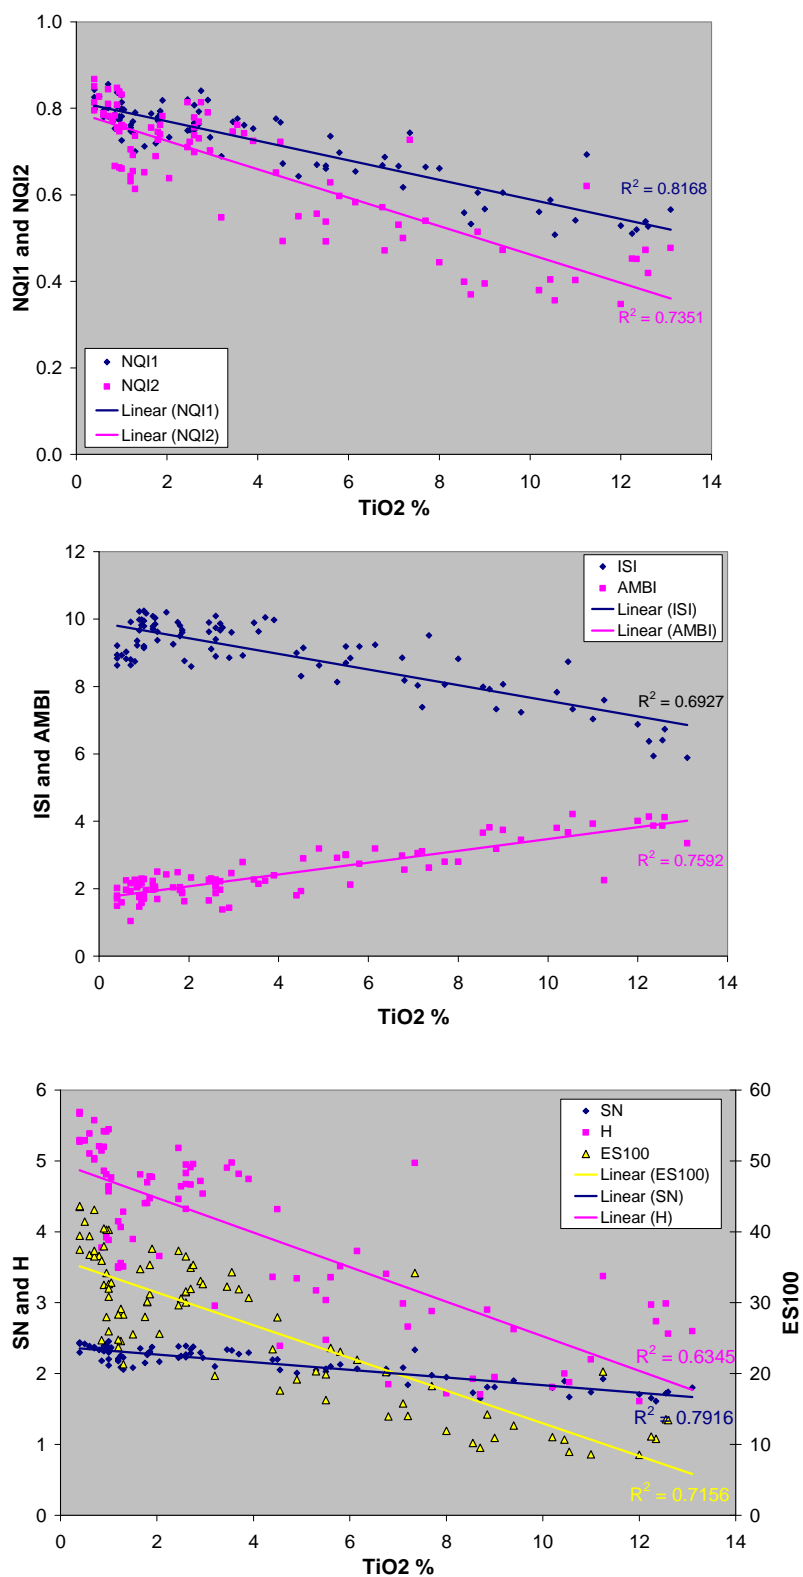 1.0
0.8
0.6
0.4
0.2
0.0
NQI1 and NQI2
R² = 0.8168
R² = 0.7351
NQI1
NQI2
Linear (NQI1)
Linear (NQI2)
0 2 4 6 8 10 12 14
TiO2 %
12
10
8
6
4
2
0
ISI and AMBI
ISI
AMBI
Linear (ISI)
Linear (AMBI)
R² = 0.6927
R² = 0.7592
0 2 4 6 8 10 12 14
TiO2 %
6
5
4
3
2
1
0
SN and H
SN
H
ES100
Linear (ES100)
Linear (SN)
Linear (H)
R² = 0.6345
R² = 0.7916
R² = 0.7156
60
50
40
30
20
10
0
ES100
0 2 4 6 8 10 12 14
TiO2 %